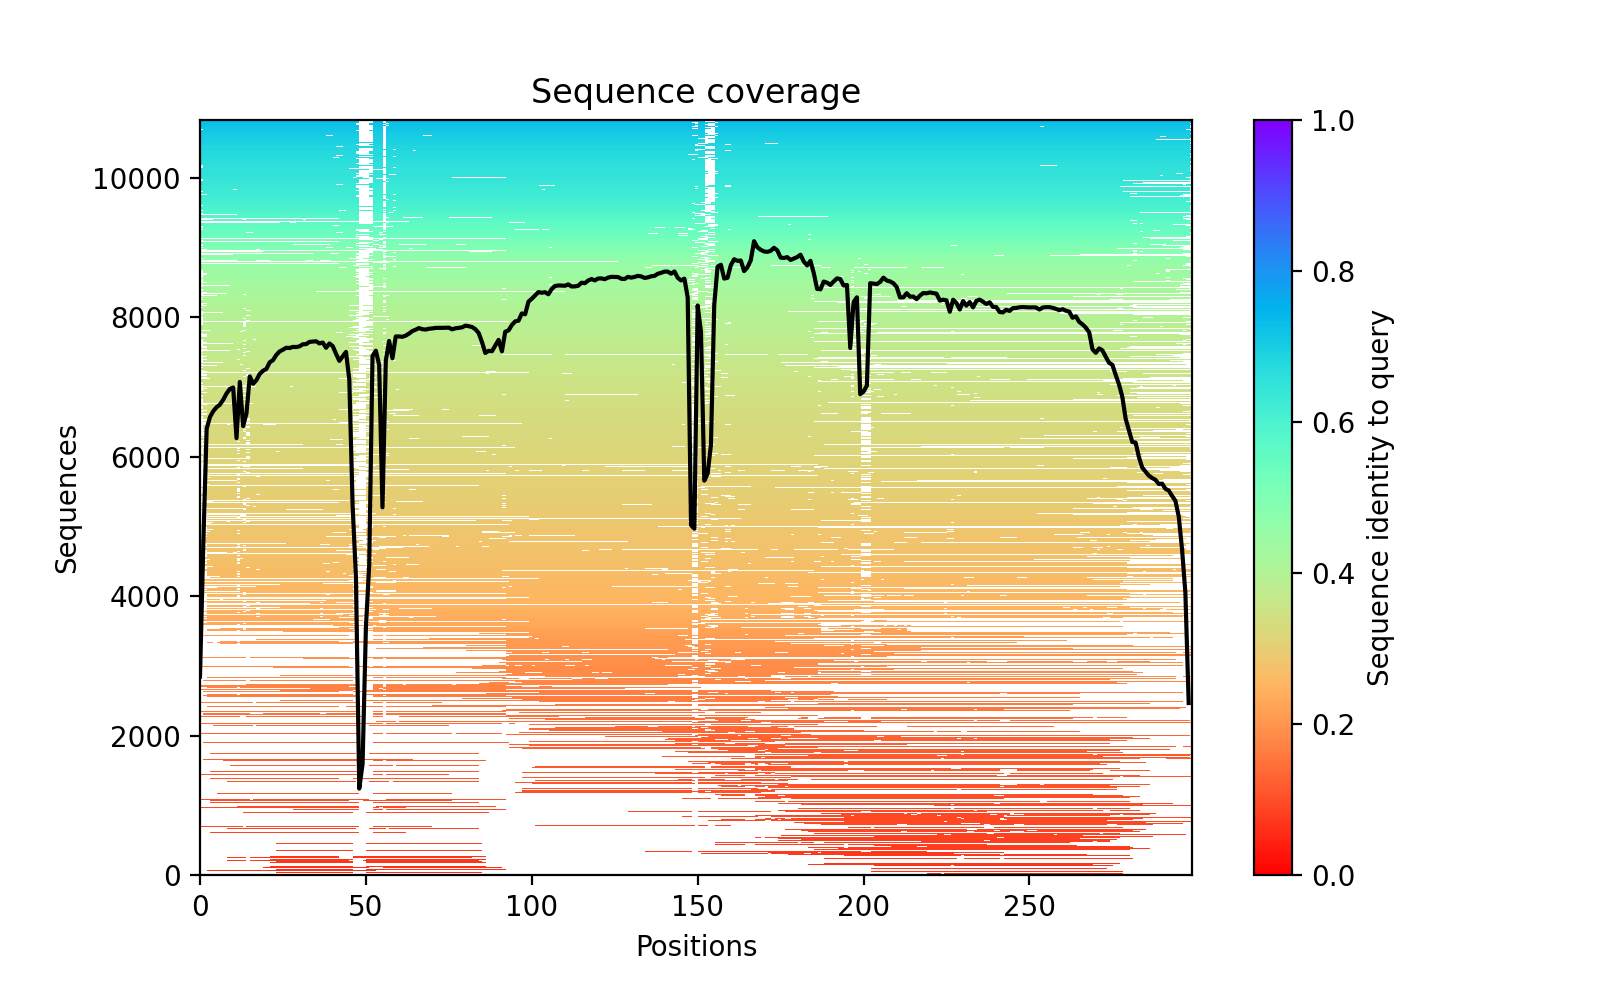 Sequence coverage
10000
8000
6000
4000
2000
0
Sequences
0 50 100 150 200 250
Positions
1.0
0.8
0.6
0.4
0.2
0.0
Sequence identity to query